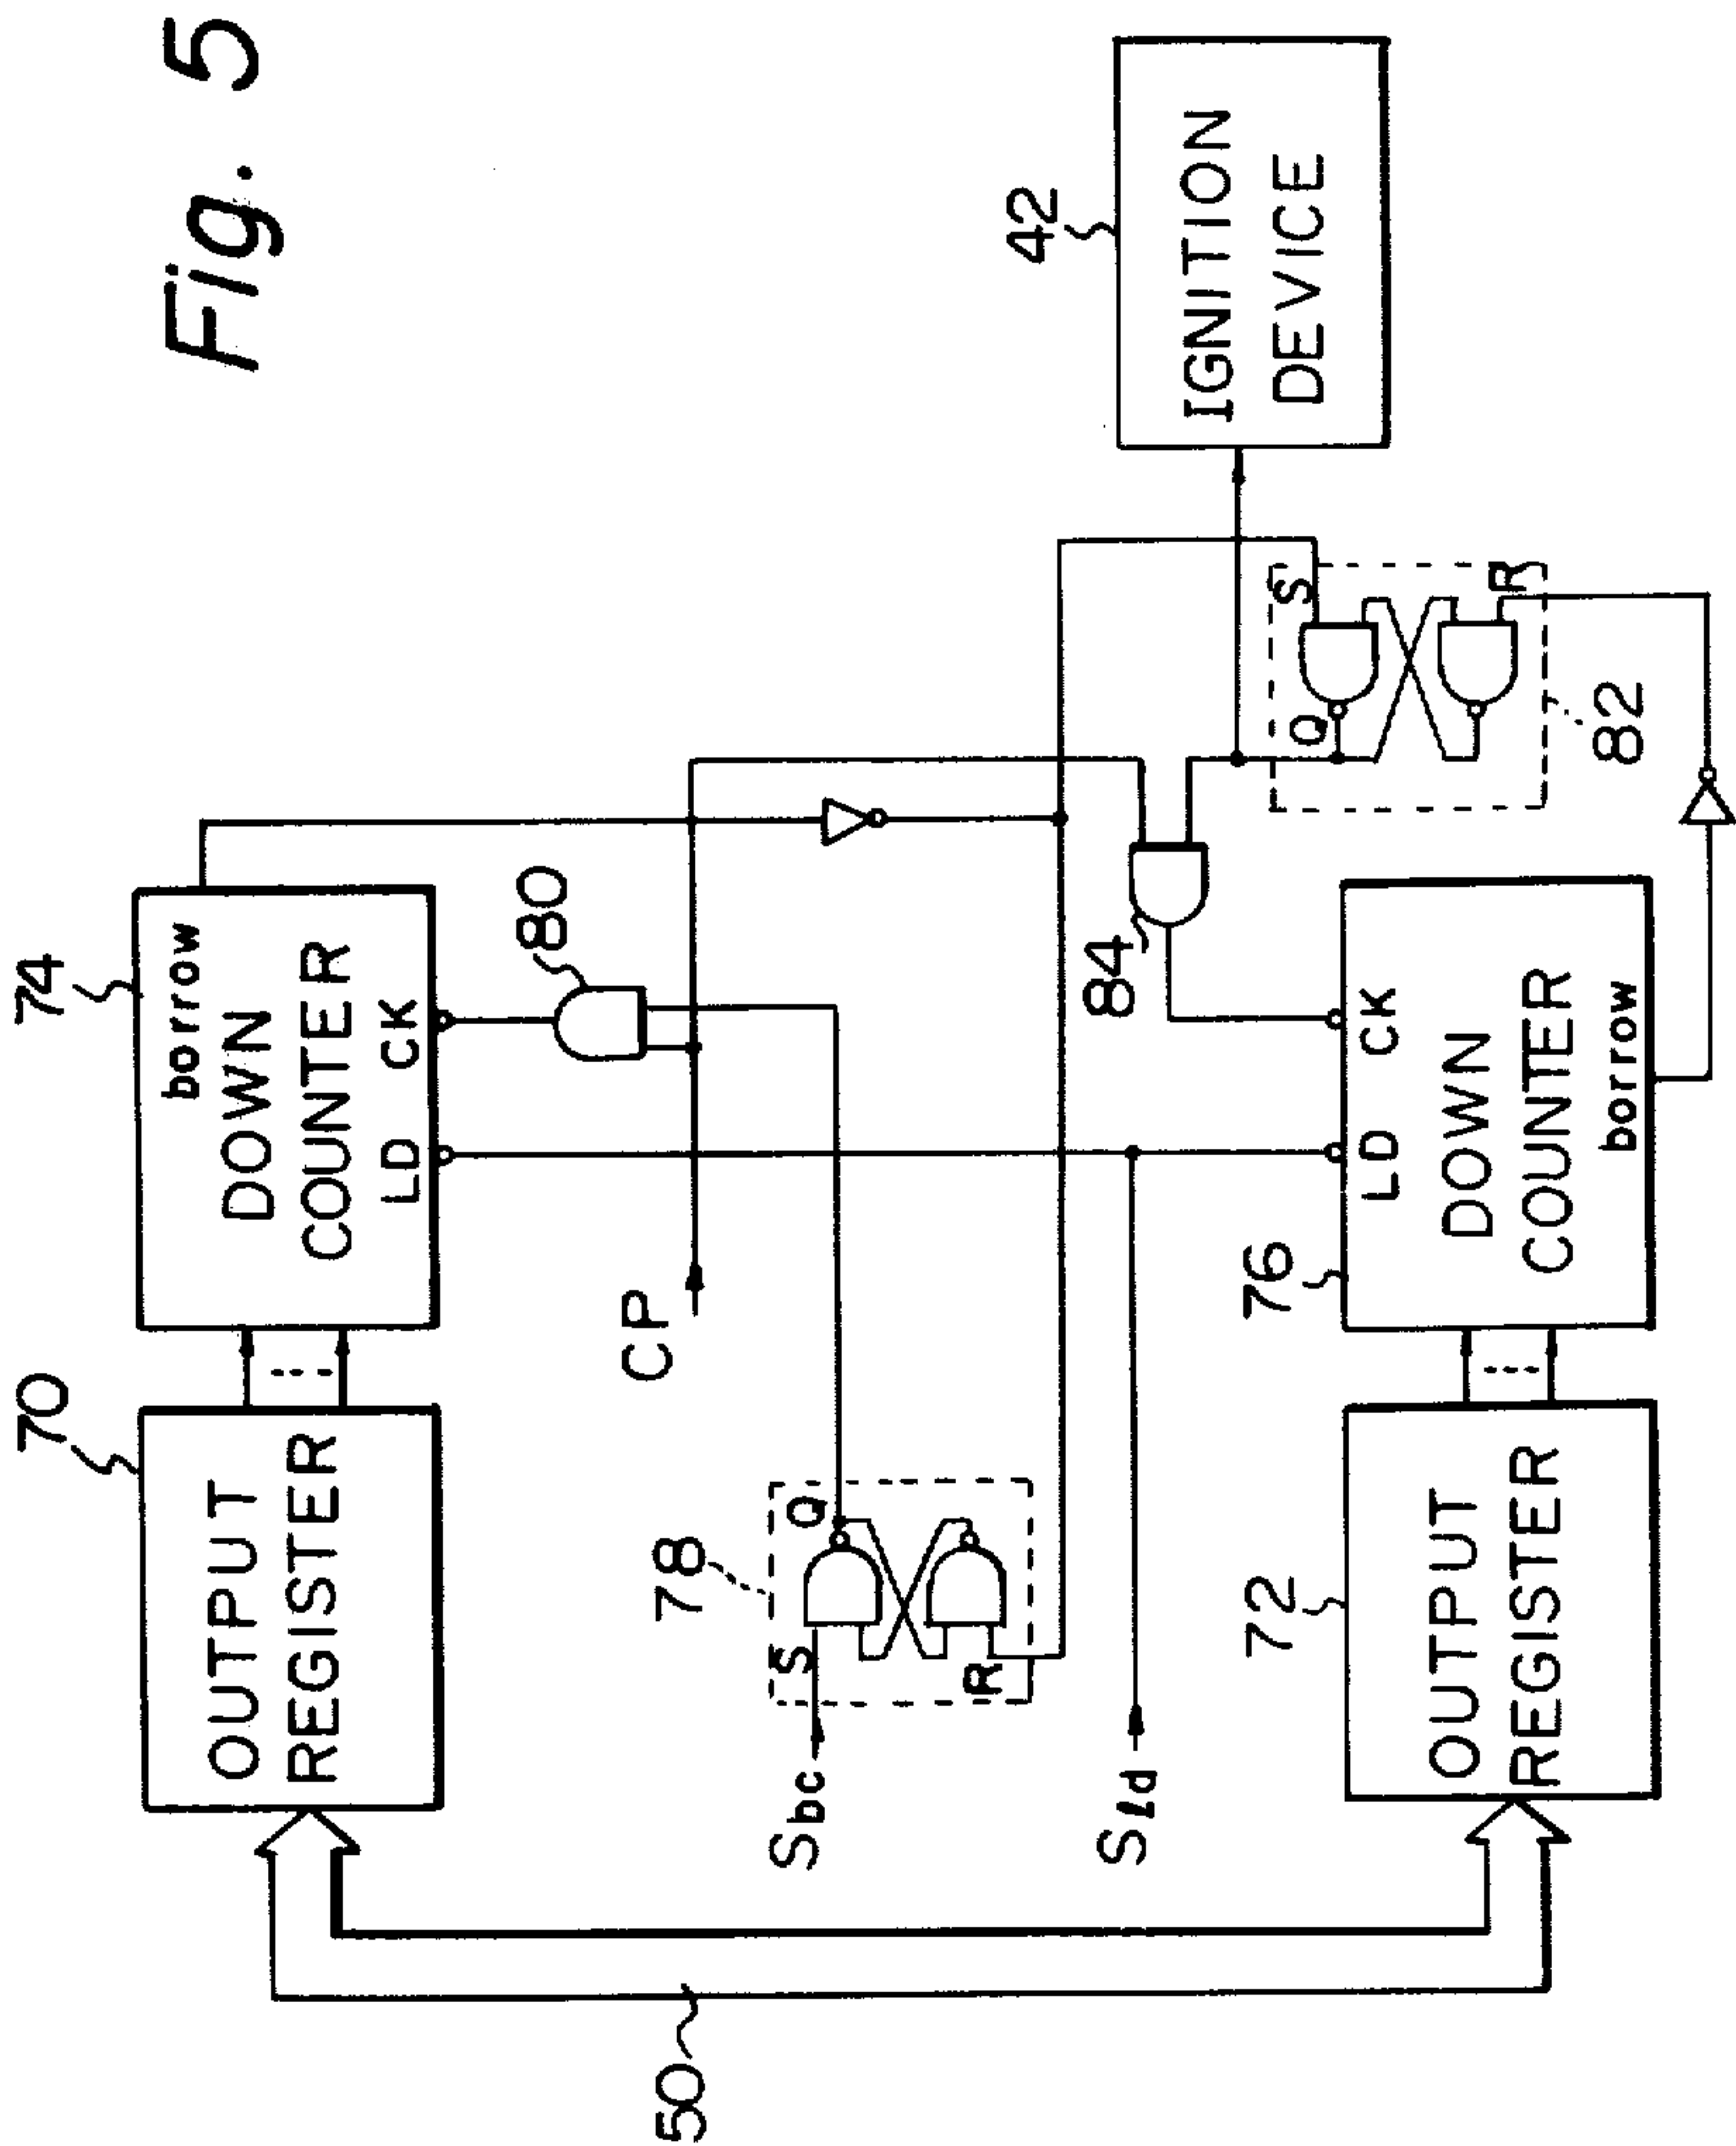 Fig. 5
70
OUTPUT
REGISTER
74
borrow
DOWN
COUNTER
LD CK
80
CP
50
78
S
Q
R
Sbc
Sld
84
42
IGNITION
DEVICE
S
Q
R
82
72
OUTPUT
REGISTER
76
LD CK
DOWN
COUNTER
borrow